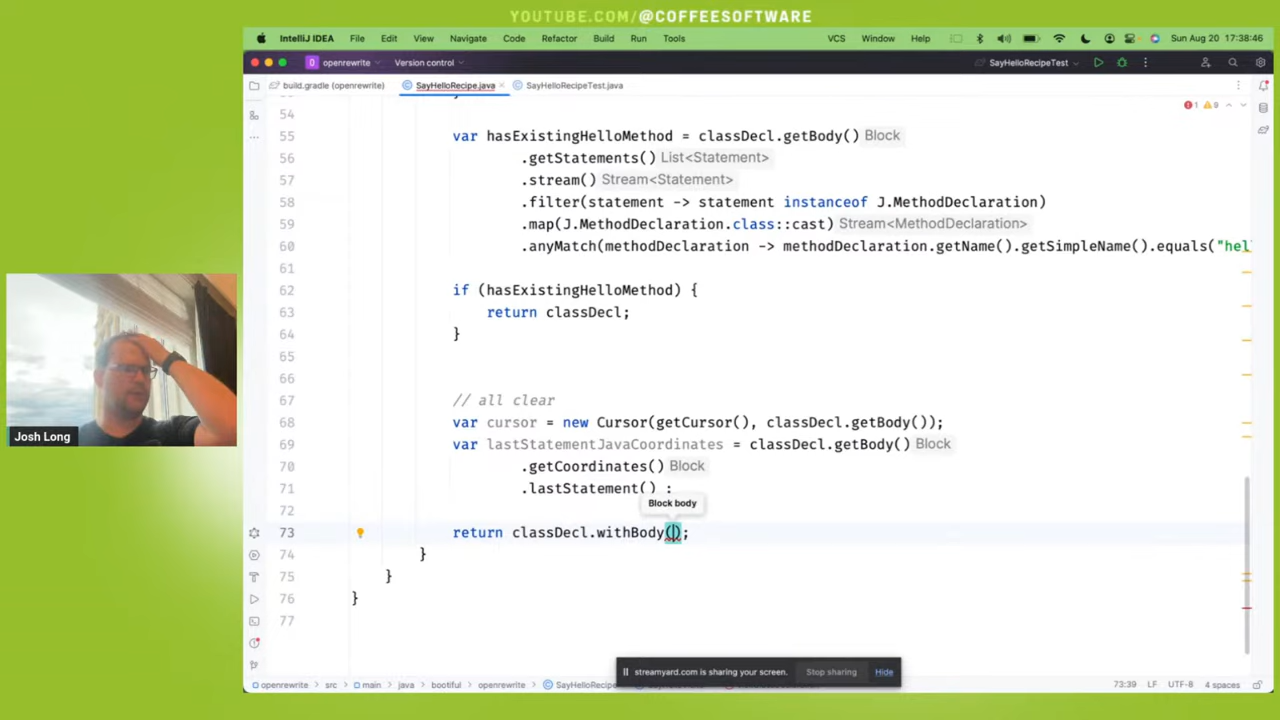 YOUTUBE.COM/@COFFEESOFTWARE
IntelliJ IDEA File Edit View Navigate Code Refactor Build Run Tools VCS Window Help Sun Aug 20 17:38:46
openrewrite Version control SayHelloRecipeTest
build.gradle (openrewrite) SayHelloRecipe.java SayHelloRecipeTest.java
54 1 9
55 var hasExistingHelloMethod = classDecl.getBody() Block
56 .getStatements() List<Statement>
57 .stream() Stream<Statement>
58 .filter(statement -> statement instanceof J.MethodDeclaration)
59 .map(J.MethodDeclaration.class::cast) Stream<MethodDeclaration>
60 .anyMatch(methodDeclaration -> methodDeclaration.getName().getSimpleName().equals("hel
61
62 if (hasExistingHelloMethod) {
63 return classDecl;
64 }
65
66
67 // all clear
68 var cursor = new Cursor(getCursor(), classDecl.getBody());
69 var lastStatementJavaCoordinates = classDecl.getBody() Block
70 .getCoordinates() Block
71 .lastStatement() ;
Block body
72
73 return classDecl.withBody();
74 }
75 }
76 }
77
Josh Long
streamyard.com is sharing your screen. Stop sharing Hide
openrewrite src main java bootiful openrewrite SayHelloRecipe 73:39 LF UTF-8 4 spaces